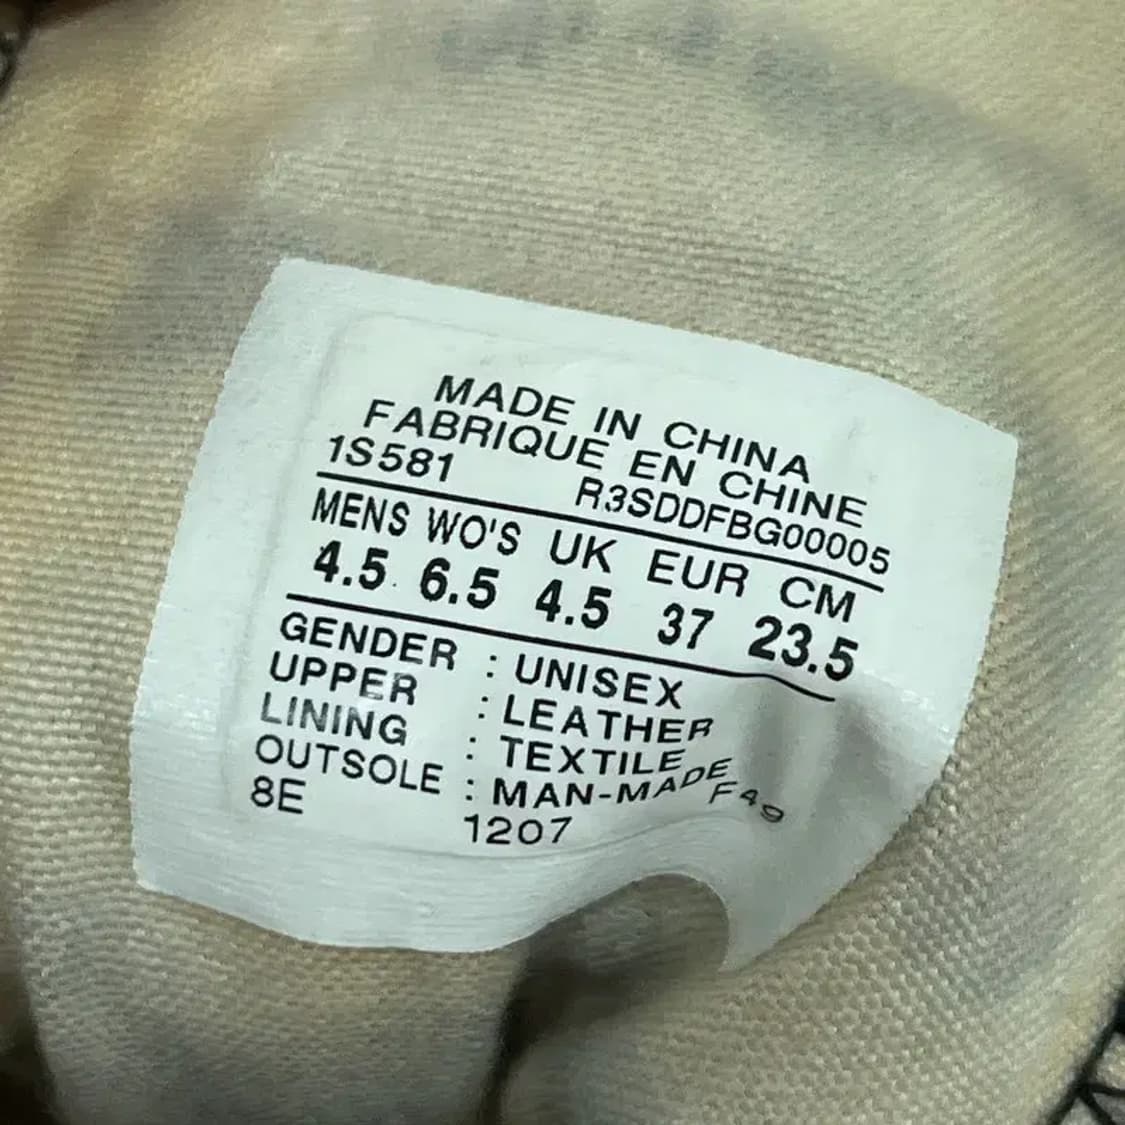 MADE IN CHINA
FABRIQUE EN CHINE
1S581 R3SDDFBG00005
MENS WO'S UK EUR CM
4.5 6.5 4.5 37 23.5
GENDER : UNISEX
UPPER : LEATHER
LINING : TEXTILE
OUTSOLE : MAN-MADE
8E 1207 F49